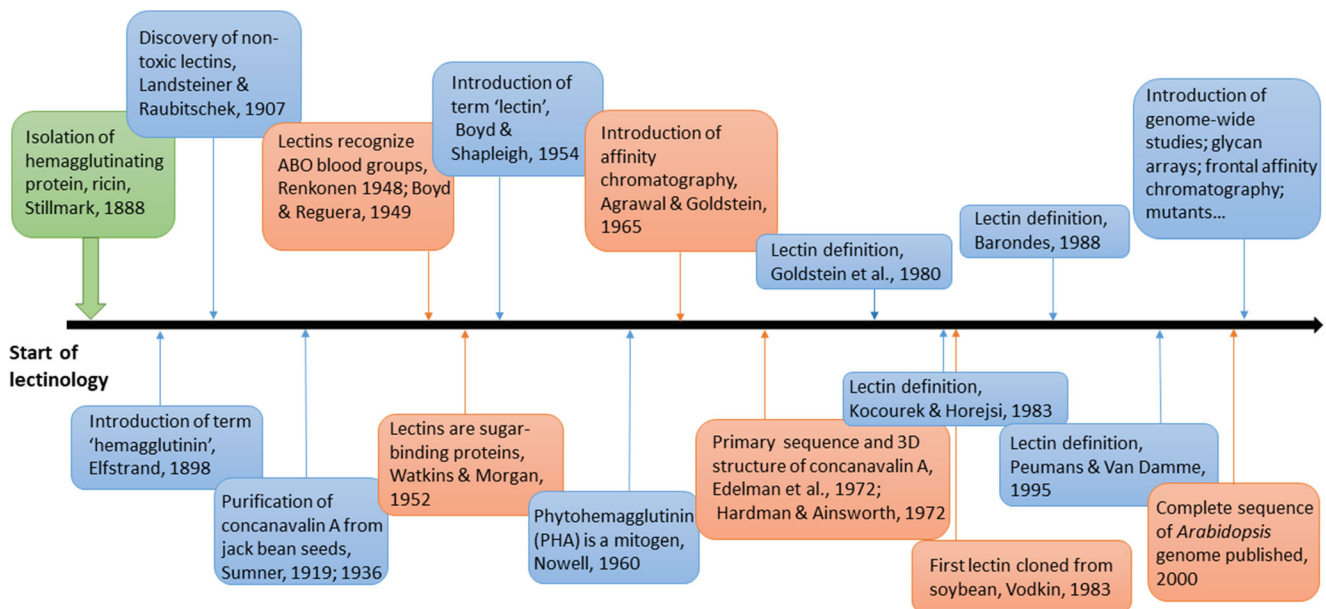 Discovery of non-
toxic lectins,
Landsteiner &
Raubitschek, 1907
Introduction of
term ‘lectin’,
Boyd &
Shapleigh, 1954
Introduction of
genome-wide
studies; glycan
arrays; frontal affinity
chromatography;
mutants...
Isolation of
hemagglutinating
protein, ricin,
Stillmark, 1888
Lectins recognize
ABO blood groups,
Renkonen 1948; Boyd
& Reguera, 1949
Introduction of
affinity
chromatography,
Agrawal & Goldstein,
1965
Lectin definition,
Goldstein et al., 1980
Lectin definition,
Barondes, 1988
Start of
lectinology
Introduction of term
‘hemagglutinin’,
Elfstrand, 1898
Purification of
concanavalin A from
jack bean seeds,
Sumner, 1919; 1936
Lectins are sugar-
binding proteins,
Watkins & Morgan,
1952
Phytohemagglutinin
(PHA) is a mitogen,
Nowell, 1960
Primary sequence and 3D
structure of concanavalin A,
Edelman et al., 1972;
Hardman & Ainsworth, 1972
Lectin definition,
Kocourek & Horejsi, 1983
First lectin cloned from
soybean, Vodkin, 1983
Lectin definition,
Peumans & Van Damme,
1995
Complete sequence
of Arabidopsis
genome published,
2000